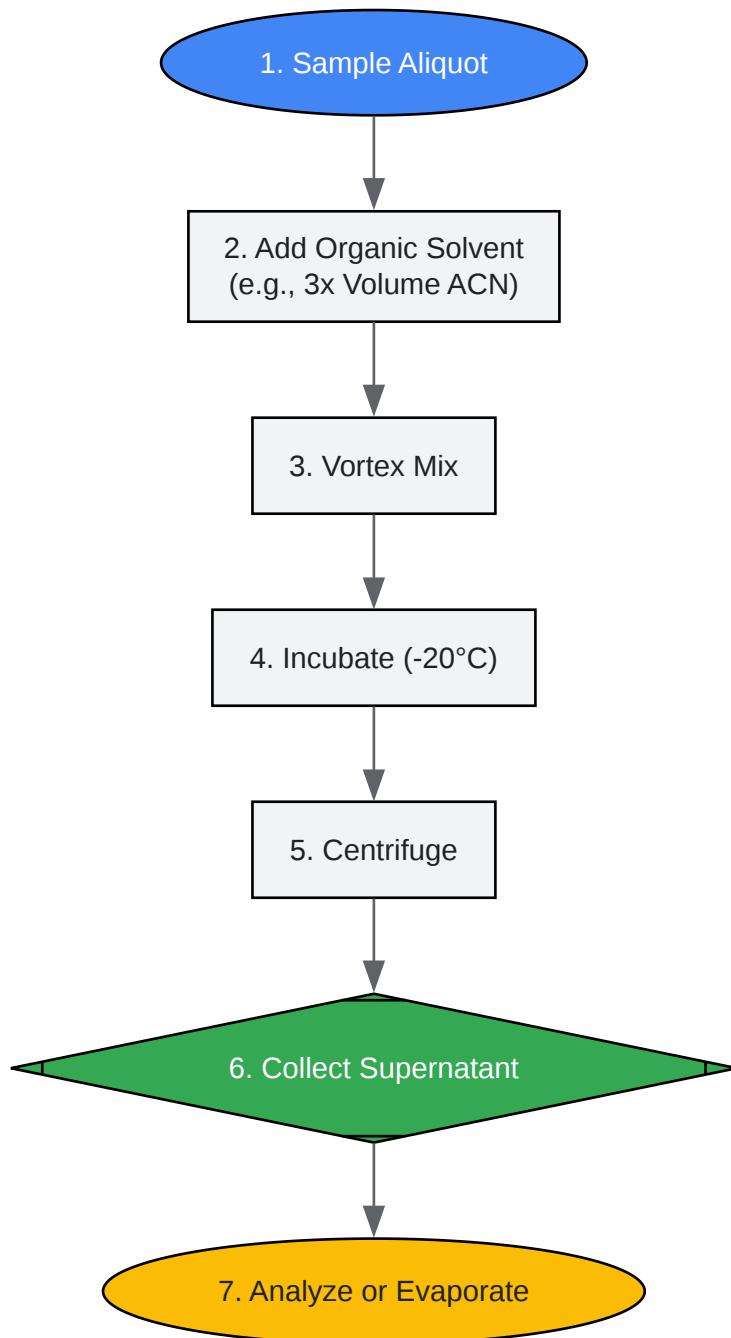 1. Sample Aliquot
2. Add Organic Solvent
(e.g., 3x Volume ACN)
3. Vortex Mix
4. Incubate (-20°C)
5. Centrifuge
6. Collect Supernatant
7. Analyze or Evaporate